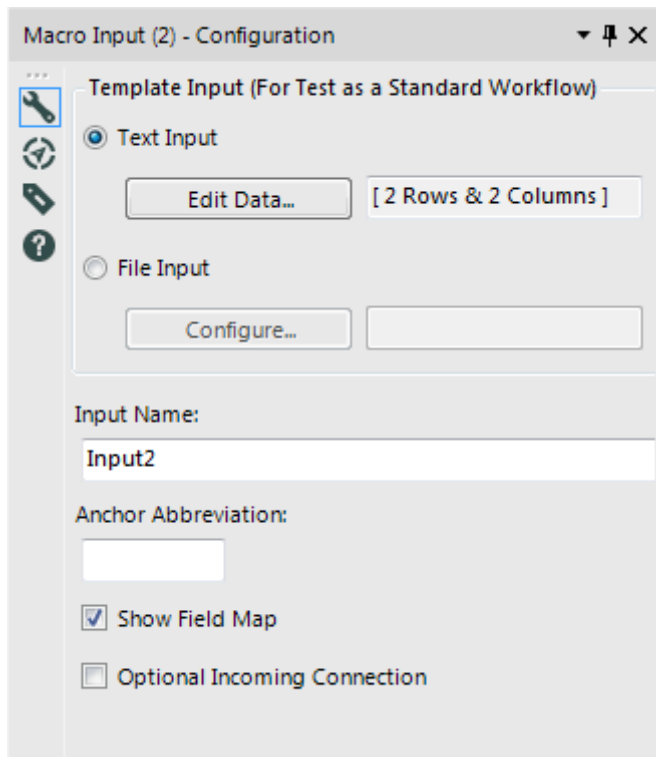 Macro Input (2) - Configuration
Template Input (For Test as a Standard Workflow)
Text Input
Edit Data... [ 2 Rows & 2 Columns ]
File Input
Configure...
Input Name:
Input2
Anchor Abbreviation:
Show Field Map
Optional Incoming Connection